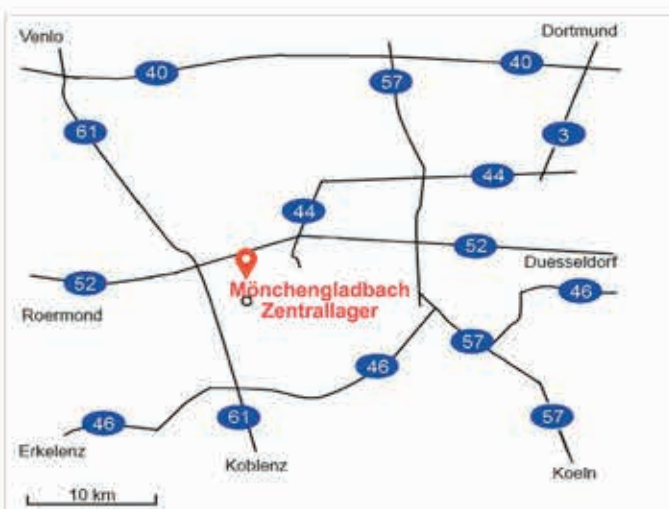 Venlo
Dortmund
40
57
40
61
3
44
44
52
52
Duesseldorf
Mönchengladbach
Zentrallager
46
Roermond
57
46
46
61
57
Erkelenz
Koblenz
Koeln
10 km